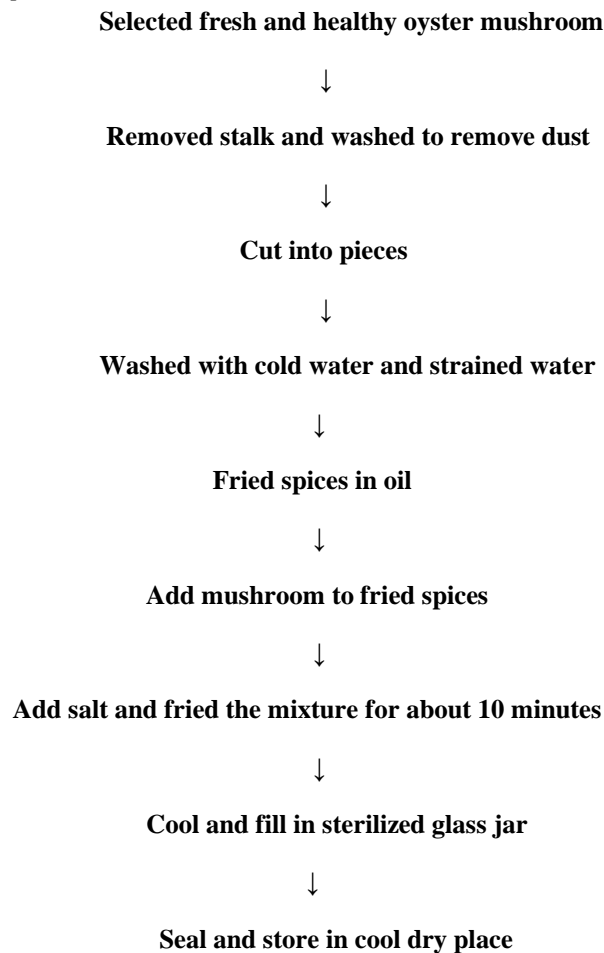 Selected fresh and healthy oyster mushroom
↓
Removed stalk and washed to remove dust
↓
Cut into pieces
↓
Washed with cold water and strained water
↓
Fried spices in oil
↓
Add mushroom to fried spices
↓
Add salt and fried the mixture for about 10 minutes
↓
Cool and fill in sterilized glass jar
↓
Seal and store in cool dry place